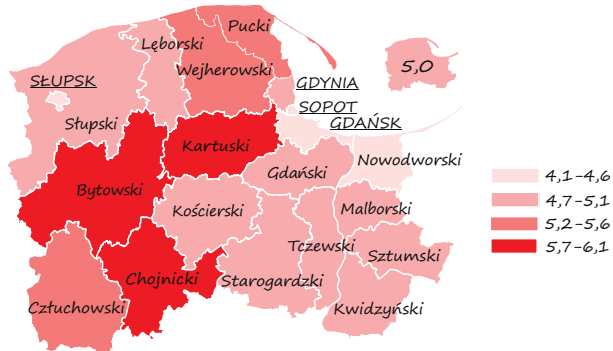 Pucki
Lęborski
Wejherowski
5,0
SŁUPSK
GDYNIA
SOPOT
GDAŃSK
Słupski
Kartuski
Nowodworski
Gdański
4,1-4,6
Bytowski
4,7-5,1
Kościerski
Malborski
5,2-5,6
Tczewski
5,7-6,1
Sztumski
Chojnicki
Starogardzki
Człuchowski
Kwidzyński